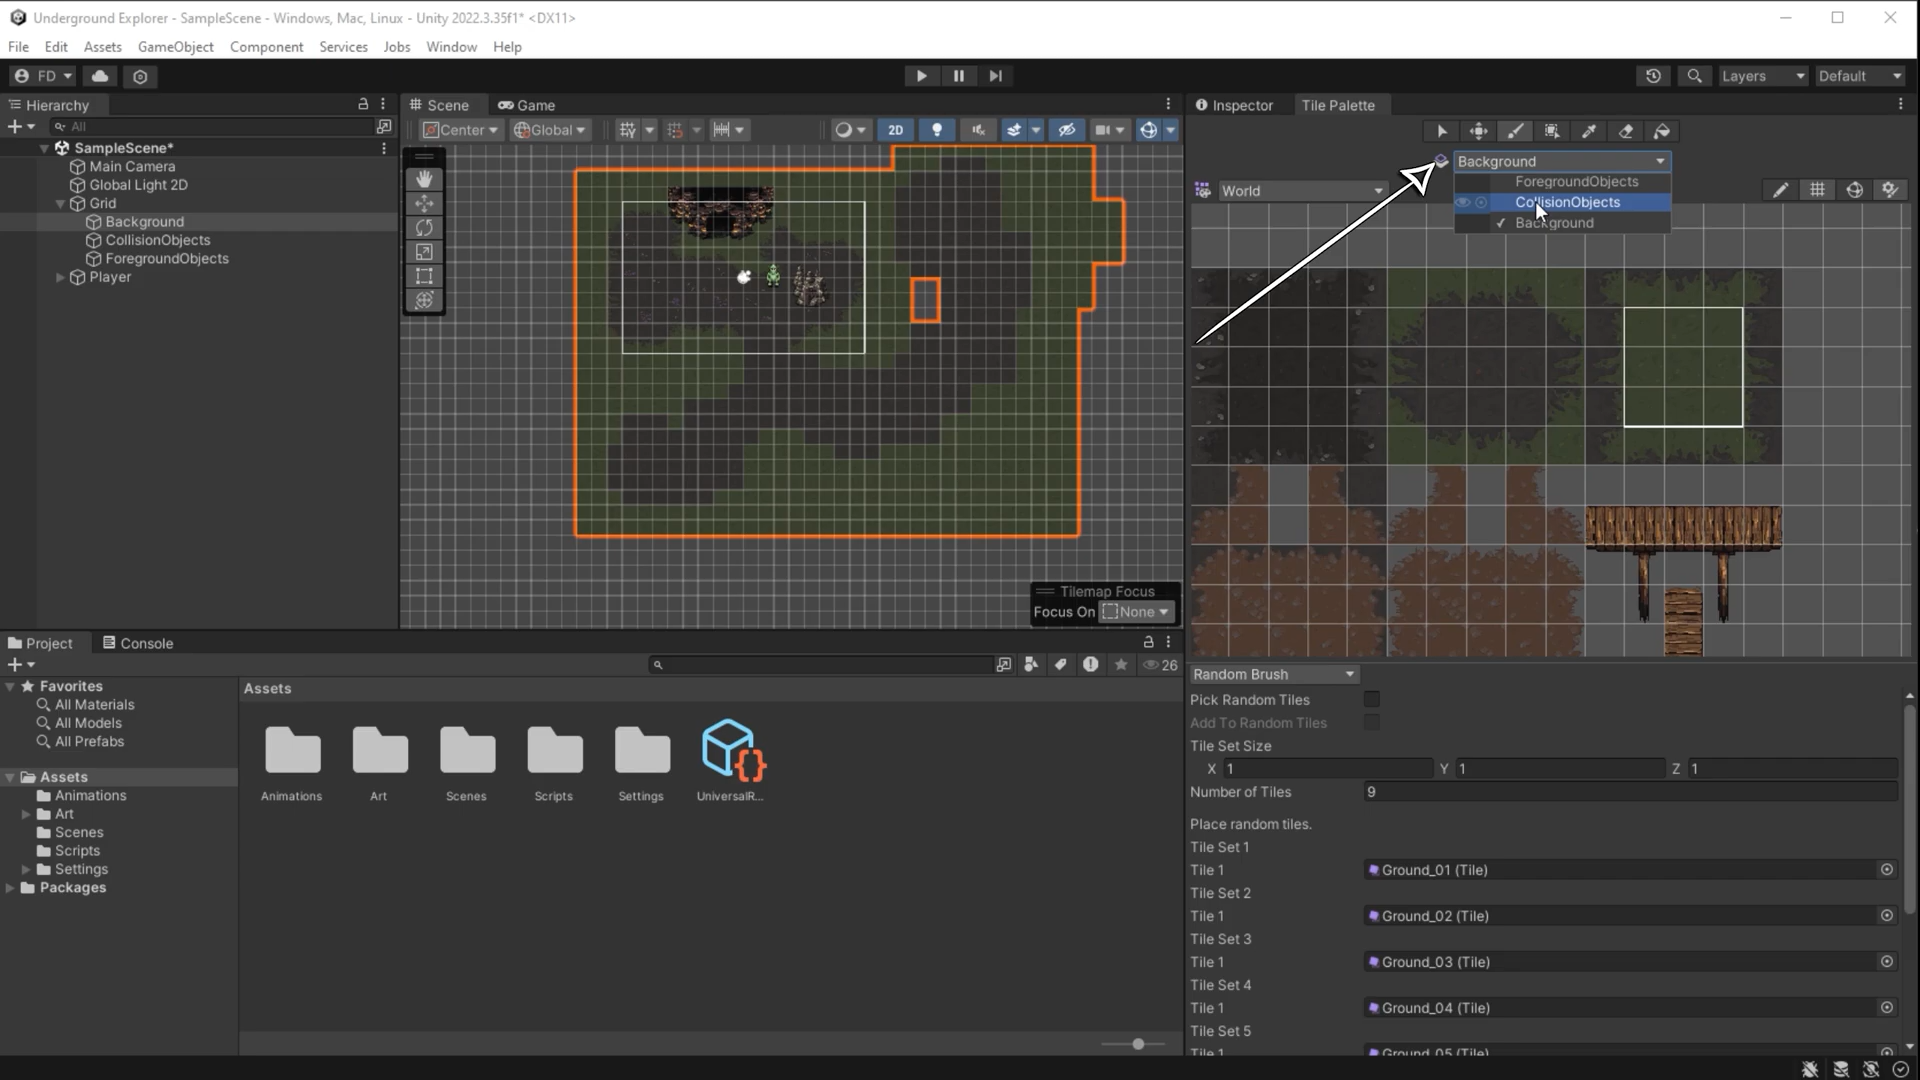 Underground Explorer - SampleScene - Windows, Mac, Linux - Unity 2022.3.35f1* <DX11>
File Edit Assets GameObject Component Services Jobs Window Help
FD
Layers
Default
Hierarchy
All
SampleScene*
Main Camera
Global Light 2D
Grid
Background
CollisionObjects
ForegroundObjects
Player
Scene
Game
Center
Global
2D
Tilemap Focus
Focus On None
Inspector
Tile Palette
Background
ForegroundObjects
CollisionObjects
✓ Background
World
Project
Console
26
Favorites
All Materials
All Models
All Prefabs
Assets
Animations
Art
Scenes
Scripts
Settings
Packages
Assets
Animations
Art
Scenes
Scripts
Settings
UniversalR...
Random Brush
Pick Random Tiles
Add To Random Tiles
Tile Set Size
X 1 Y 1 Z 1
Number of Tiles 9
Place random tiles.
Tile Set 1
Tile 1 Ground_01 (Tile)
Tile Set 2
Tile 1 Ground_02 (Tile)
Tile Set 3
Tile 1 Ground_03 (Tile)
Tile Set 4
Tile 1 Ground_04 (Tile)
Tile Set 5
Tile 1 Ground_05 (Tile)